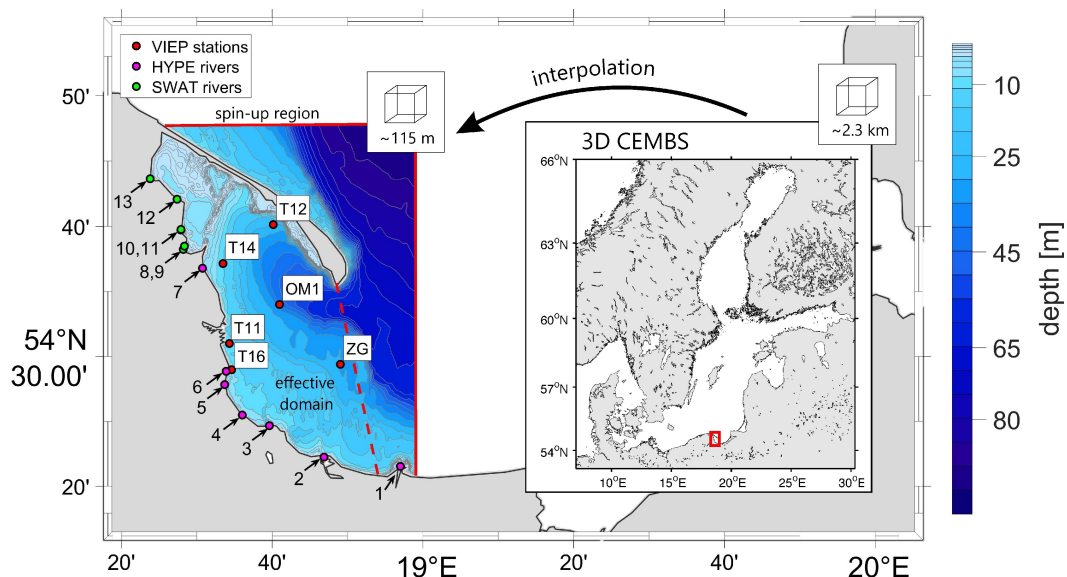 VIEP stations
HYPE rivers
SWAT rivers
spin-up region
~115 m
interpolation
~2.3 km
3D CEMBS
66°N
63°N
60°N
57°N
54°N
10°E
15°E
20°E
25°E
30°E
50'
40'
54°N
30.00'
20'
13
12
10,11
8,9
7
6
5
4
3
2
1
T12
T14
OM1
T11
T16
ZG
effective
domain
20'
40'
19°E
20'
40'
20°E
10
25
45
65
80
depth [m]